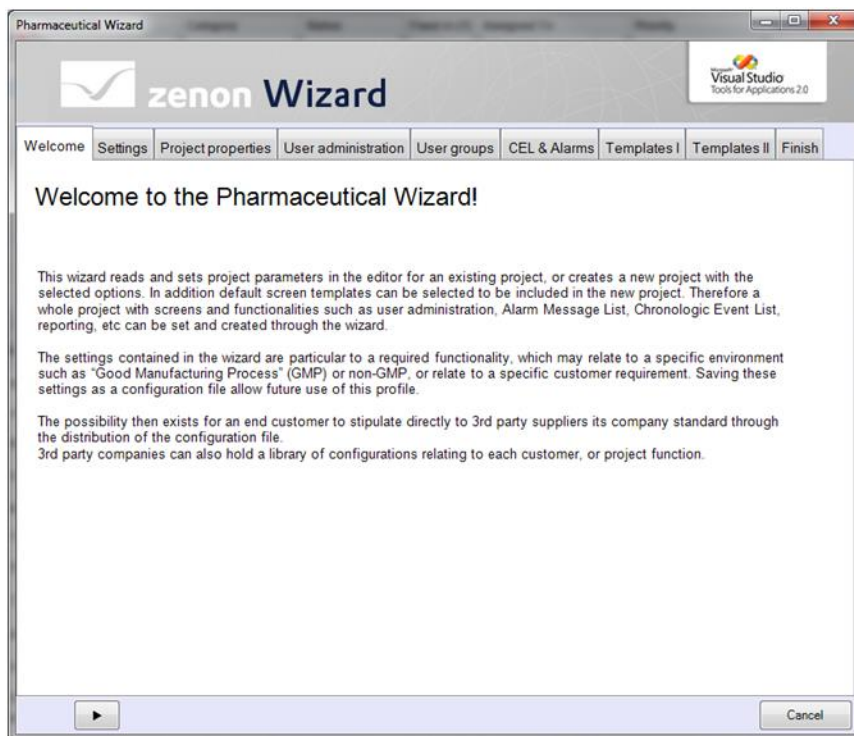 Pharmaceutical Wizard
zenon Wizard
Microsoft
Visual Studio
Tools for Applications 2.0
Welcome Settings Project properties User administration User groups CEL & Alarms Templates I Templates II Finish
Welcome to the Pharmaceutical Wizard!
This wizard reads and sets project parameters in the editor for an existing project, or creates a new project with the
selected options. In addition default screen templates can be selected to be included in the new project. Therefore a
whole project with screens and functionalities such as user administration, Alarm Message List, Chronologic Event List,
reporting, etc can be set and created through the wizard.
The settings contained in the wizard are particular to a required functionality, which may relate to a specific environment
such as “Good Manufacturing Process” (GMP) or non-GMP, or relate to a specific customer requirement. Saving these
settings as a configuration file allow future use of this profile.
The possibility then exists for an end customer to stipulate directly to 3rd party suppliers its company standard through
the distribution of the configuration file.
3rd party companies can also hold a library of configurations relating to each customer, or project function.
Cancel